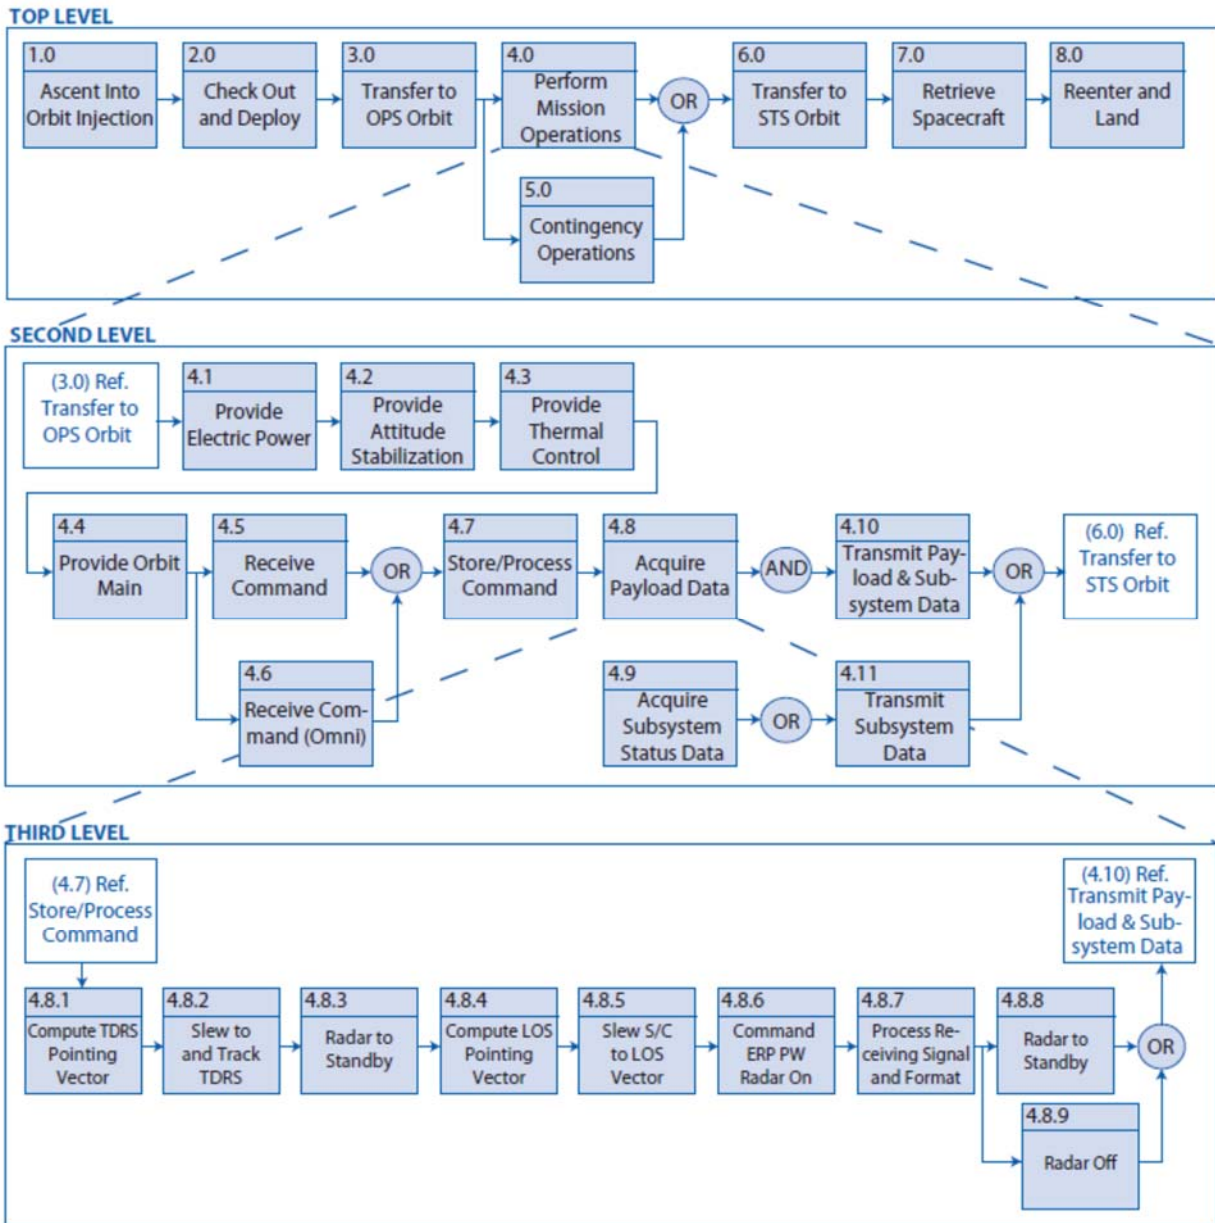 TOP LEVEL
1.0
Ascent Into
Orbit Injection
2.0
Check Out
and Deploy
3.0
Transfer to
OPS Orbit
4.0
Perform
Mission
Operations
OR
6.0
Transfer to
STS Orbit
7.0
Retrieve
Spacecraft
8.0
Reenter and
Land
5.0
Contingency
Operations
SECOND LEVEL
(3.0) Ref.
Transfer to
OPS Orbit
4.1
Provide
Electric Power
4.2
Provide
Attitude
Stabilization
4.3
Provide
Thermal
Control
4.4
Provide Orbit
Main
4.5
Receive
Command
OR
4.7
Store/Process
Command
4.8
Acquire
Payload Data
AND
4.10
Transmit Pay-
load & Sub-
system Data
OR
(6.0) Ref.
Transfer to
STS Orbit
4.6
Receive Com-
mand (Omni)
4.9
Acquire
Subsystem
Status Data
OR
4.11
Transmit
Subsystem
Data
THIRD LEVEL
(4.7) Ref.
Store/Process
Command
(4.10) Ref.
Transmit Pay-
load & Sub-
system Data
4.8.1
Compute TDRS
Pointing
Vector
4.8.2
Slew to
and Track
TDRS
4.8.3
Radar to
Standby
4.8.4
Compute LOS
Pointing
Vector
4.8.5
Slew S/C
to LOS
Vector
4.8.6
Command
ERP PW
Radar On
4.8.7
Process Re-
ceiving Signal
and Format
4.8.8
Radar to
Standby
OR
4.8.9
Radar Off